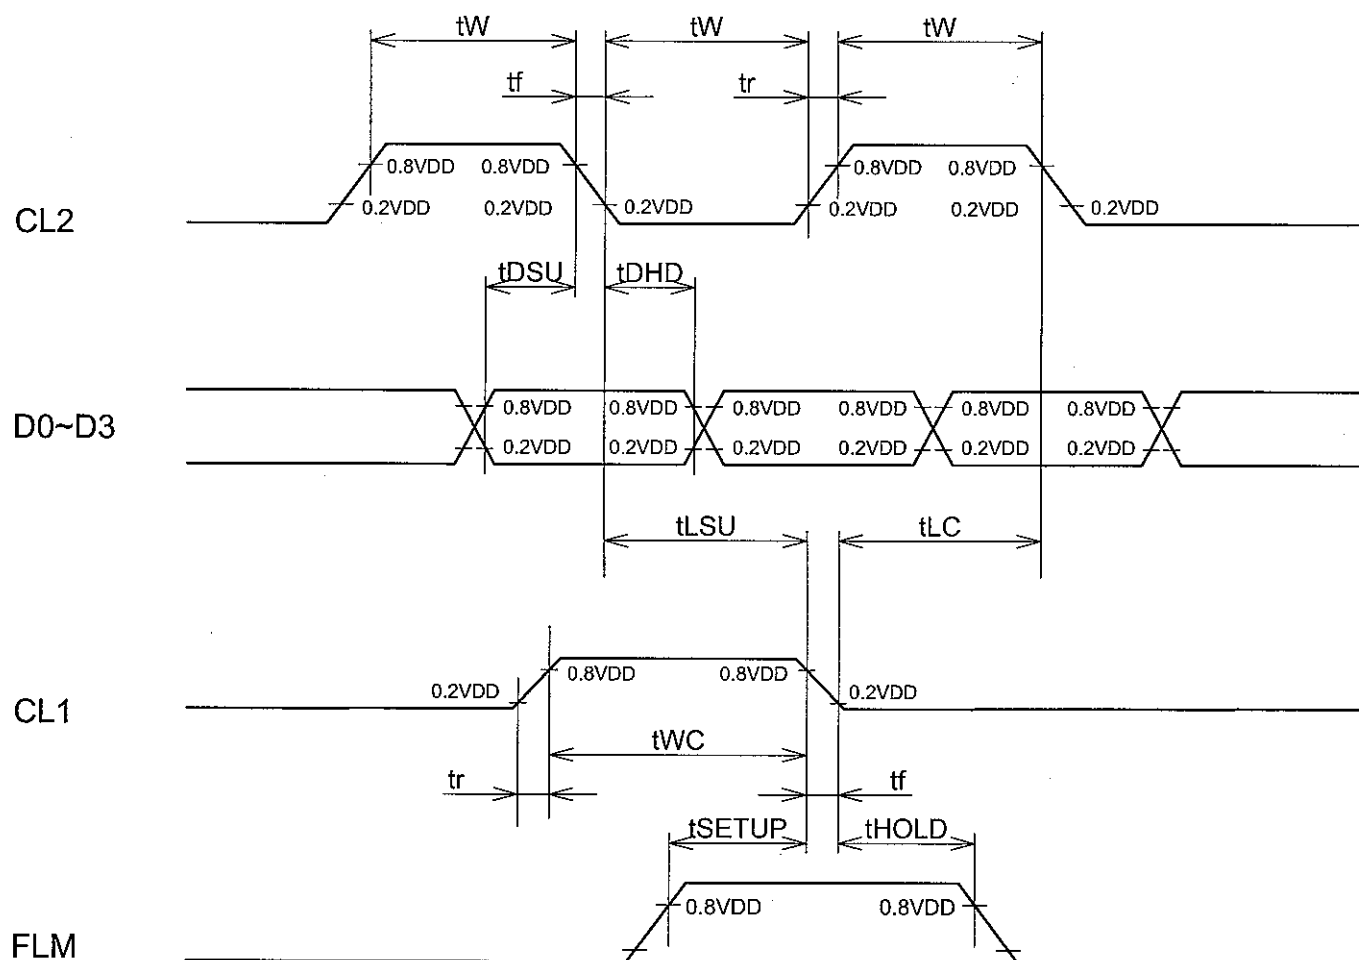 tW tW tW
tf tr
0.8VDD 0.8VDD 0.8VDD 0.8VDD
CL2 0.2VDD 0.2VDD 0.2VDD 0.2VDD 0.2VDD 0.2VDD
tDSU tDHD
0.8VDD 0.8VDD 0.8VDD 0.8VDD 0.8VDD 0.8VDD
D0~D3
0.2VDD 0.2VDD 0.2VDD 0.2VDD 0.2VDD 0.2VDD
tLSU tLC
0.8VDD 0.8VDD
0.2VDD 0.2VDD
CL1
tWC
tr tf
tSETUP tHOLD
0.8VDD 0.8VDD
FLM